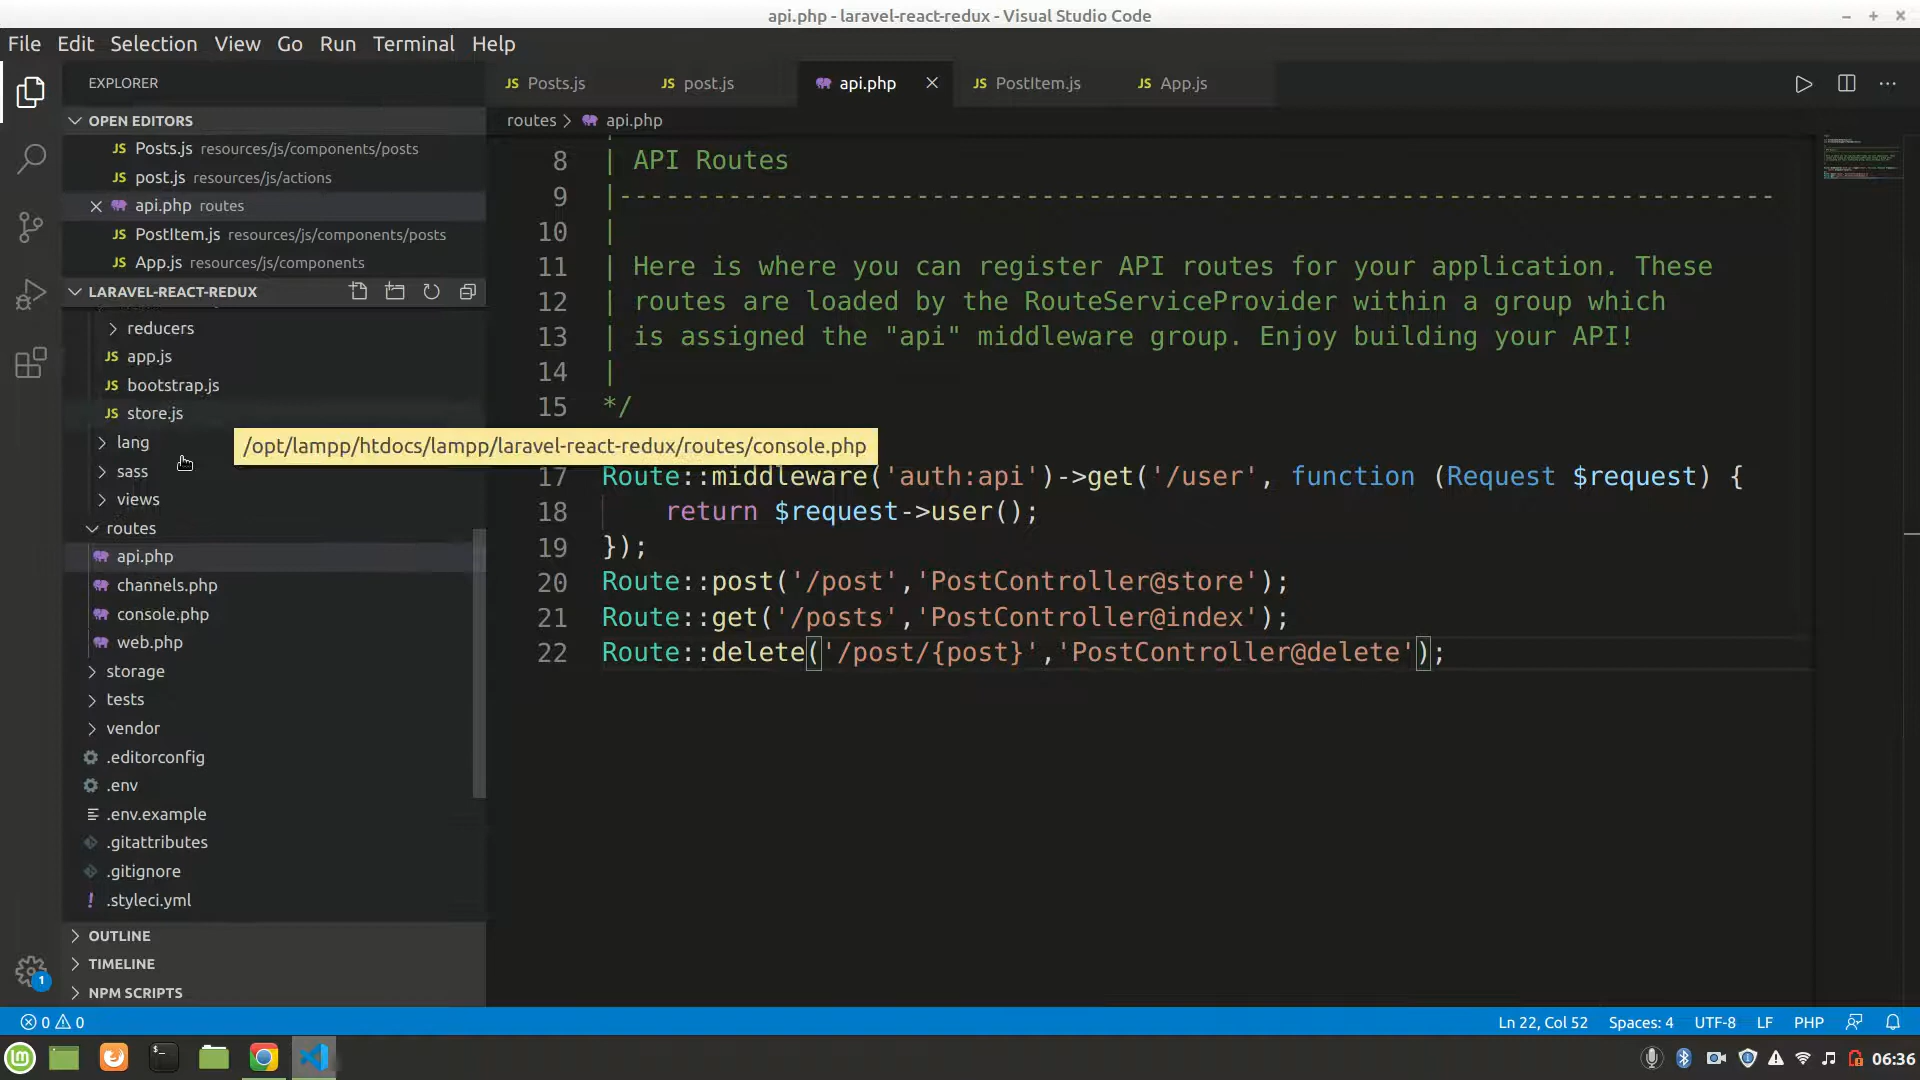 api.php - laravel-react-redux - Visual Studio Code
File Edit Selection View Go Run Terminal Help
EXPLORER
JS Posts.js JS post.js api.php JS PostItem.js JS App.js
OPEN EDITORS
JS Posts.js resources/js/components/posts
JS post.js resources/js/actions
api.php routes
JS PostItem.js resources/js/components/posts
JS App.js resources/js/components
LARAVEL-REACT-REDUX
reducers
JS app.js
JS bootstrap.js
JS store.js
lang
sass
views
routes
api.php
channels.php
console.php
web.php
storage
tests
vendor
.editorconfig
.env
.env.example
.gitattributes
.gitignore
! .styleci.yml
OUTLINE
TIMELINE
NPM SCRIPTS
routes > api.php
8 | API Routes
9 |--------------------------------------------------------------------------
10 |
11 | Here is where you can register API routes for your application. These
12 | routes are loaded by the RouteServiceProvider within a group which
13 | is assigned the "api" middleware group. Enjoy building your API!
14 |
15 */
/opt/lampp/htdocs/lampp/laravel-react-redux/routes/console.php
17 Route::middleware('auth:api')->get('/user', function (Request $request) {
18 return $request->user();
19 });
20 Route::post('/post','PostController@store');
21 Route::get('/posts','PostController@index');
22 Route::delete('/post/{post}','PostController@delete');
1
0 0
Ln 22, Col 52 Spaces: 4 UTF-8 LF PHP
06:36